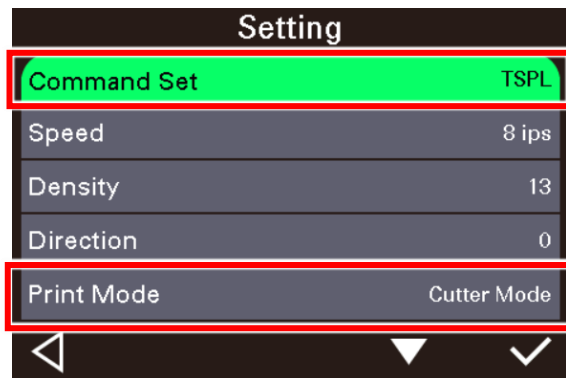 Setting
Command Set TSPL
Speed 8 ips
Density 13
Direction 0
Print Mode Cutter Mode